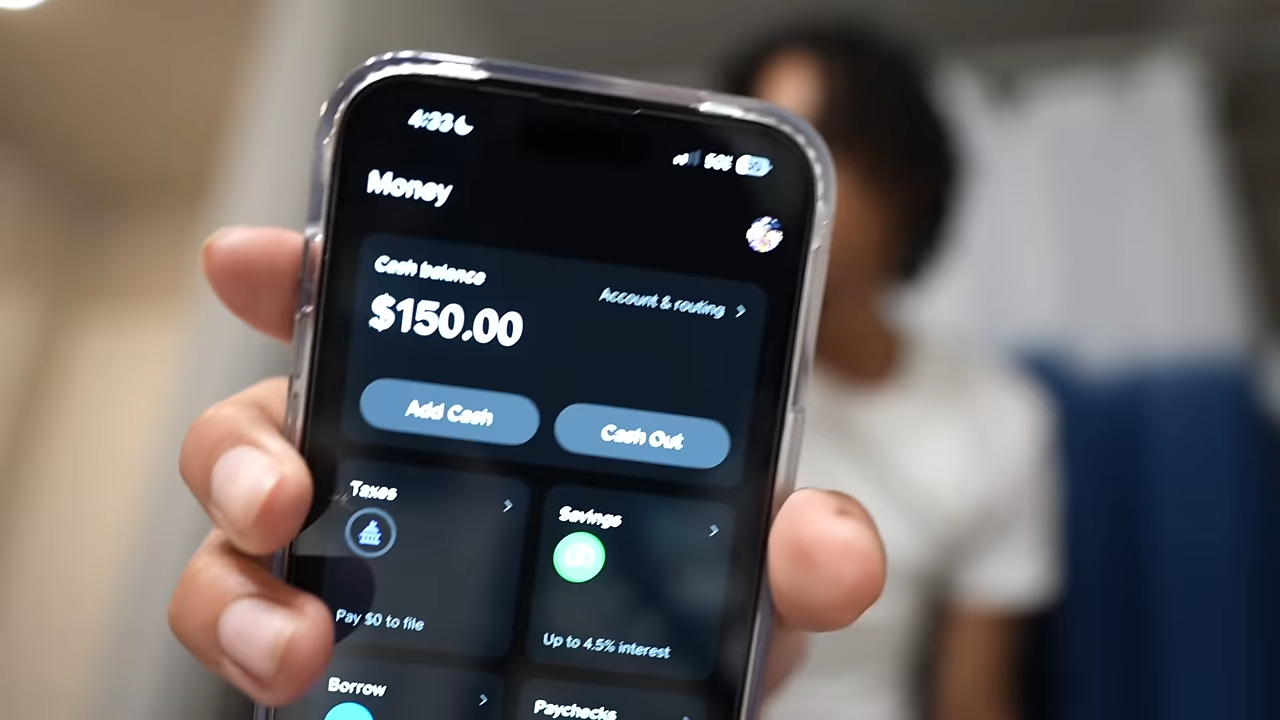 4:33
56%
Money
Cash balance
Account & routing
$150.00
Add Cash
Cash Out
Taxes
Savings
Pay $0 to file
Up to 4.5% interest
Borrow
Paychecks